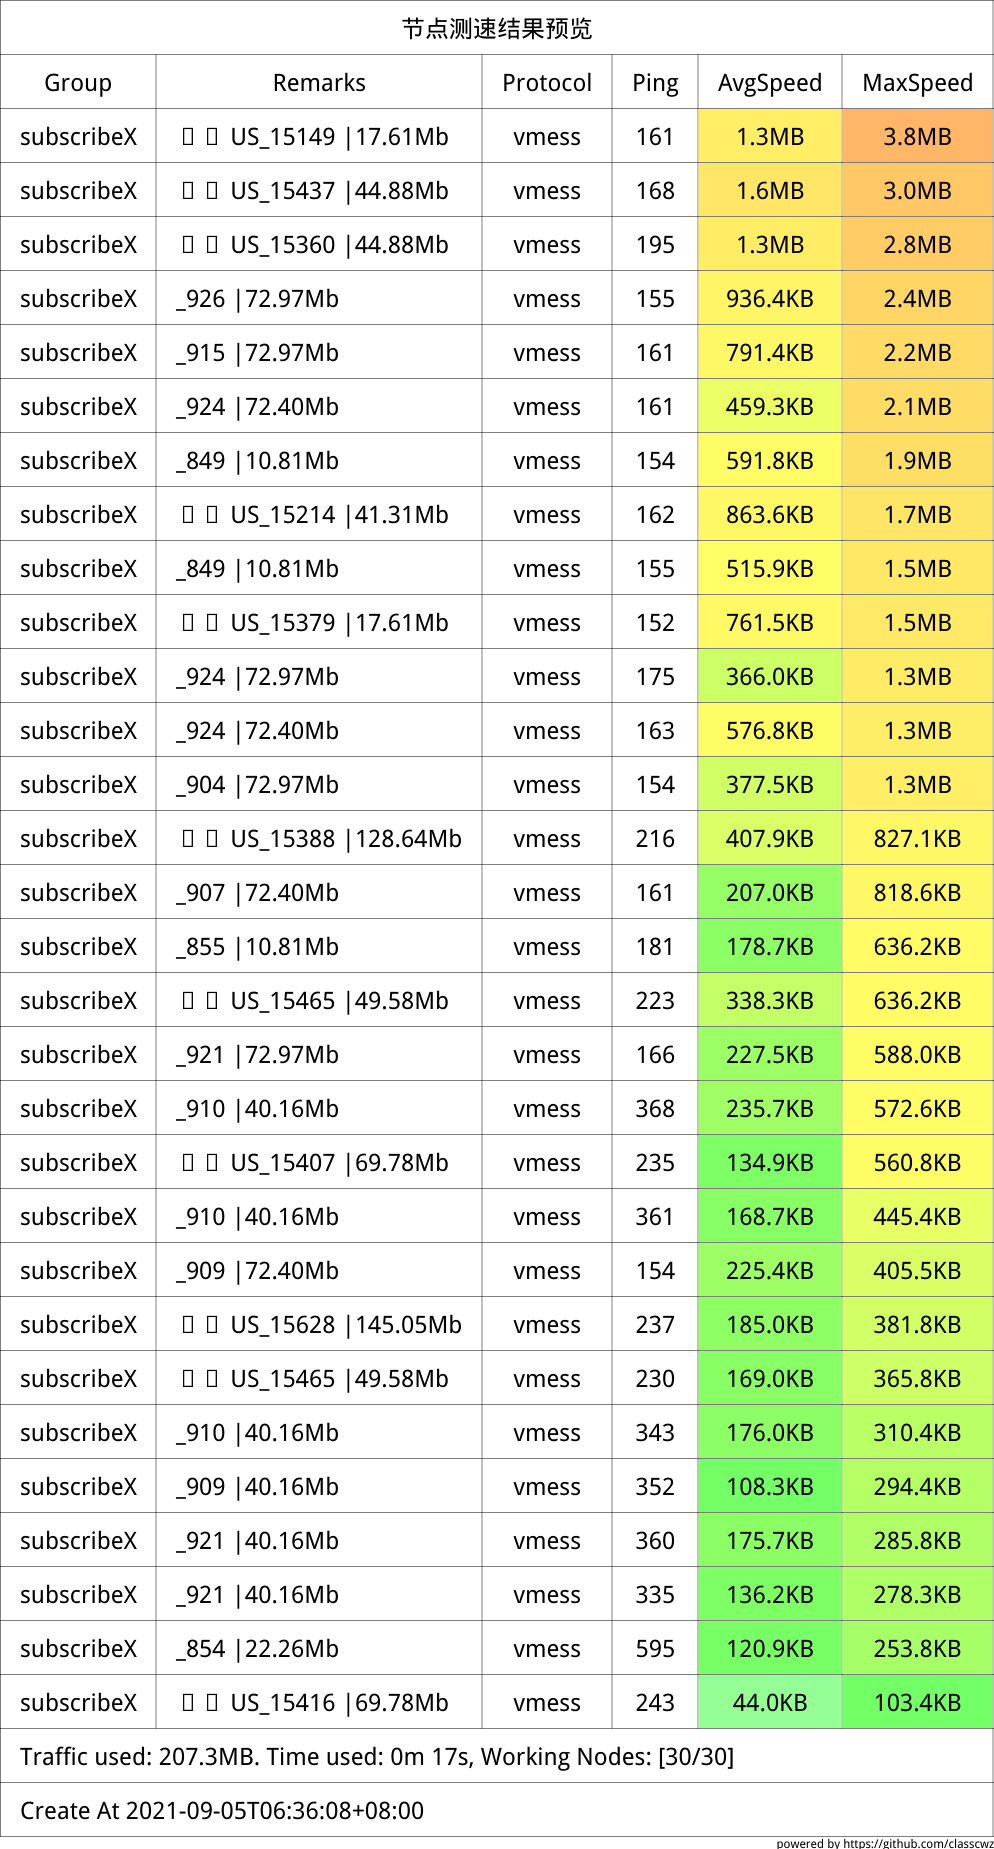 节点测速结果预览
Group Remarks Protocol Ping AvgSpeed MaxSpeed
subscribeX US_15149 |17.61Mb vmess 161 1.3MB 3.8MB
subscribeX US_15437 |44.88Mb vmess 168 1.6MB 3.0MB
subscribeX US_15360 |44.88Mb vmess 195 1.3MB 2.8MB
subscribeX _926 |72.97Mb vmess 155 936.4KB 2.4MB
subscribeX _915 |72.97Mb vmess 161 791.4KB 2.2MB
subscribeX _924 |72.40Mb vmess 161 459.3KB 2.1MB
subscribeX _849 |10.81Mb vmess 154 591.8KB 1.9MB
subscribeX US_15214 |41.31Mb vmess 162 863.6KB 1.7MB
subscribeX _849 |10.81Mb vmess 155 515.9KB 1.5MB
subscribeX US_15379 |17.61Mb vmess 152 761.5KB 1.5MB
subscribeX _924 |72.97Mb vmess 175 366.0KB 1.3MB
subscribeX _924 |72.40Mb vmess 163 576.8KB 1.3MB
subscribeX _904 |72.97Mb vmess 154 377.5KB 1.3MB
subscribeX US_15388 |128.64Mb vmess 216 407.9KB 827.1KB
subscribeX _907 |72.40Mb vmess 161 207.0KB 818.6KB
subscribeX _855 |10.81Mb vmess 181 178.7KB 636.2KB
subscribeX US_15465 |49.58Mb vmess 223 338.3KB 636.2KB
subscribeX _921 |72.97Mb vmess 166 227.5KB 588.0KB
subscribeX _910 |40.16Mb vmess 368 235.7KB 572.6KB
subscribeX US_15407 |69.78Mb vmess 235 134.9KB 560.8KB
subscribeX _910 |40.16Mb vmess 361 168.7KB 445.4KB
subscribeX _909 |72.40Mb vmess 154 225.4KB 405.5KB
subscribeX US_15628 |145.05Mb vmess 237 185.0KB 381.8KB
subscribeX US_15465 |49.58Mb vmess 230 169.0KB 365.8KB
subscribeX _910 |40.16Mb vmess 343 176.0KB 310.4KB
subscribeX _909 |40.16Mb vmess 352 108.3KB 294.4KB
subscribeX _921 |40.16Mb vmess 360 175.7KB 285.8KB
subscribeX _921 |40.16Mb vmess 335 136.2KB 278.3KB
subscribeX _854 |22.26Mb vmess 595 120.9KB 253.8KB
subscribeX US_15416 |69.78Mb vmess 243 44.0KB 103.4KB
Traffic used: 207.3MB. Time used: 0m 17s, Working Nodes: [30/30]
Create At 2021-09-05T06:36:08+08:00
powered by https://github.com/classcwz